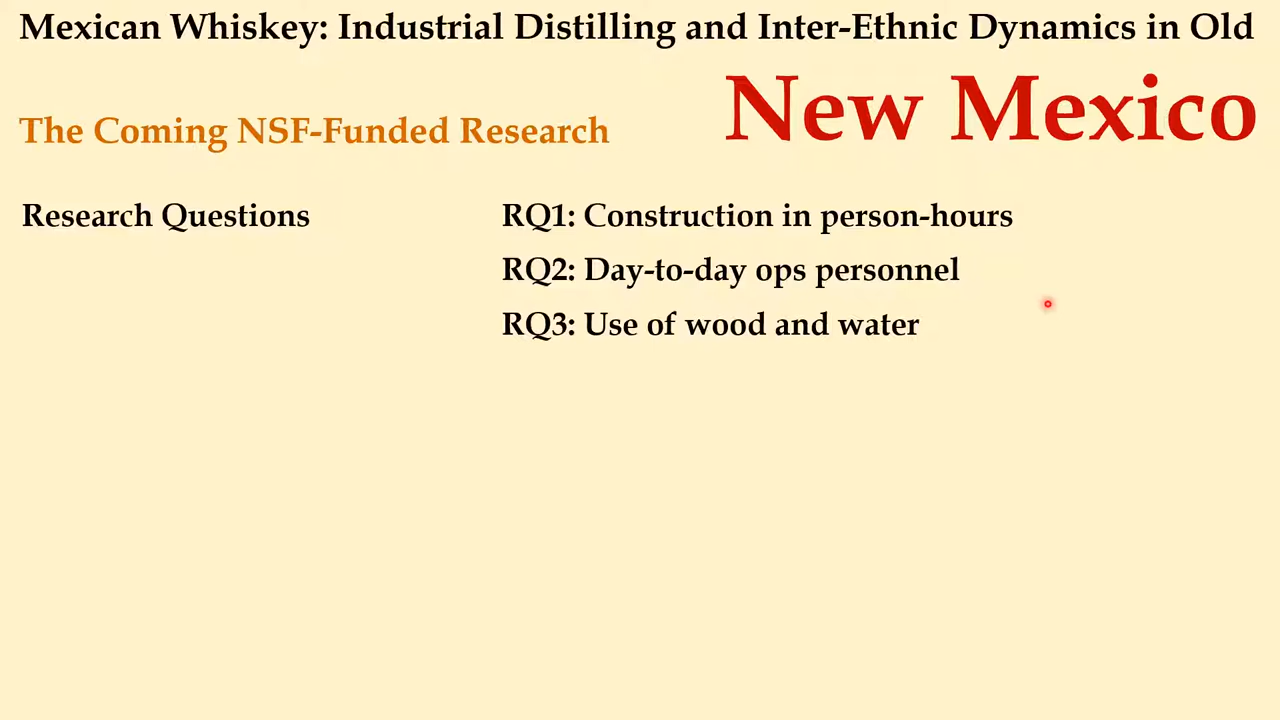 Mexican Whiskey: Industrial Distilling and Inter-Ethnic Dynamics in Old
New Mexico
The Coming NSF-Funded Research
Research Questions
RQ1: Construction in person-hours
RQ2: Day-to-day ops personnel
RQ3: Use of wood and water